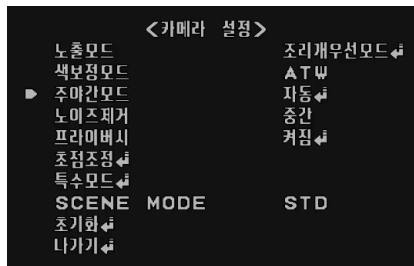 <카메라 설정>
노출모드 조리개우선모드↲
색보정모드 ATW
주야간모드 자동↲
노이즈제거 중간
프라이버시 켜짐↲
초점조정↲
특수모드↲
SCENE MODE STD
초기화↲
나가기↲